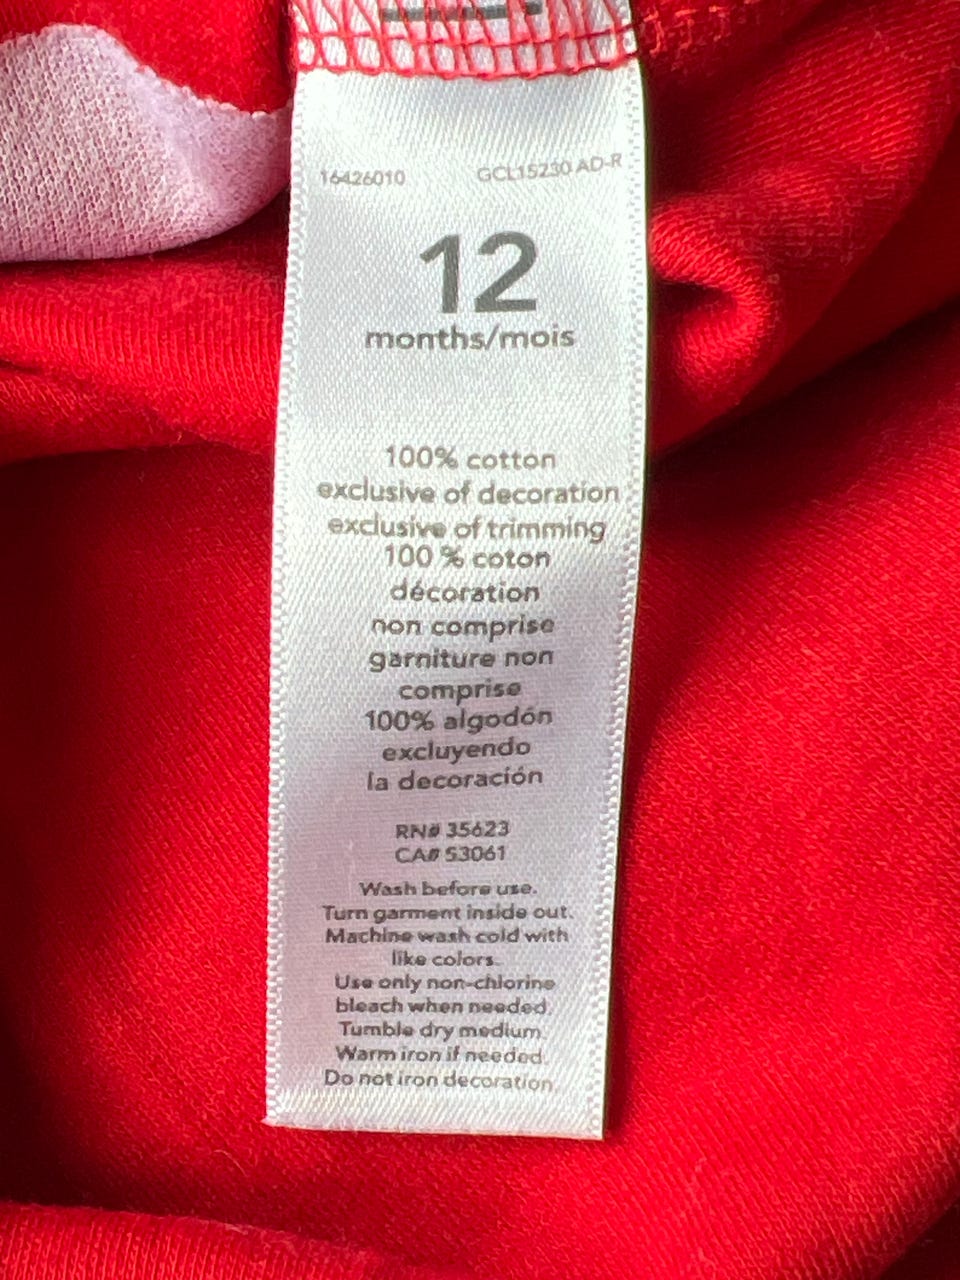 16426010 GCL15230 AD-R
12
months/mois
100% cotton
exclusive of decoration
exclusive of trimming
100 % coton
décoration
non comprise
garniture non
comprise
100% algodón
excluyendo
la decoración
RN# 35623
CA# 53061
Wash before use.
Turn garment inside out.
Machine wash cold with
like colors.
Use only non-chlorine
bleach when needed.
Tumble dry medium.
Warm iron if needed.
Do not iron decoration.